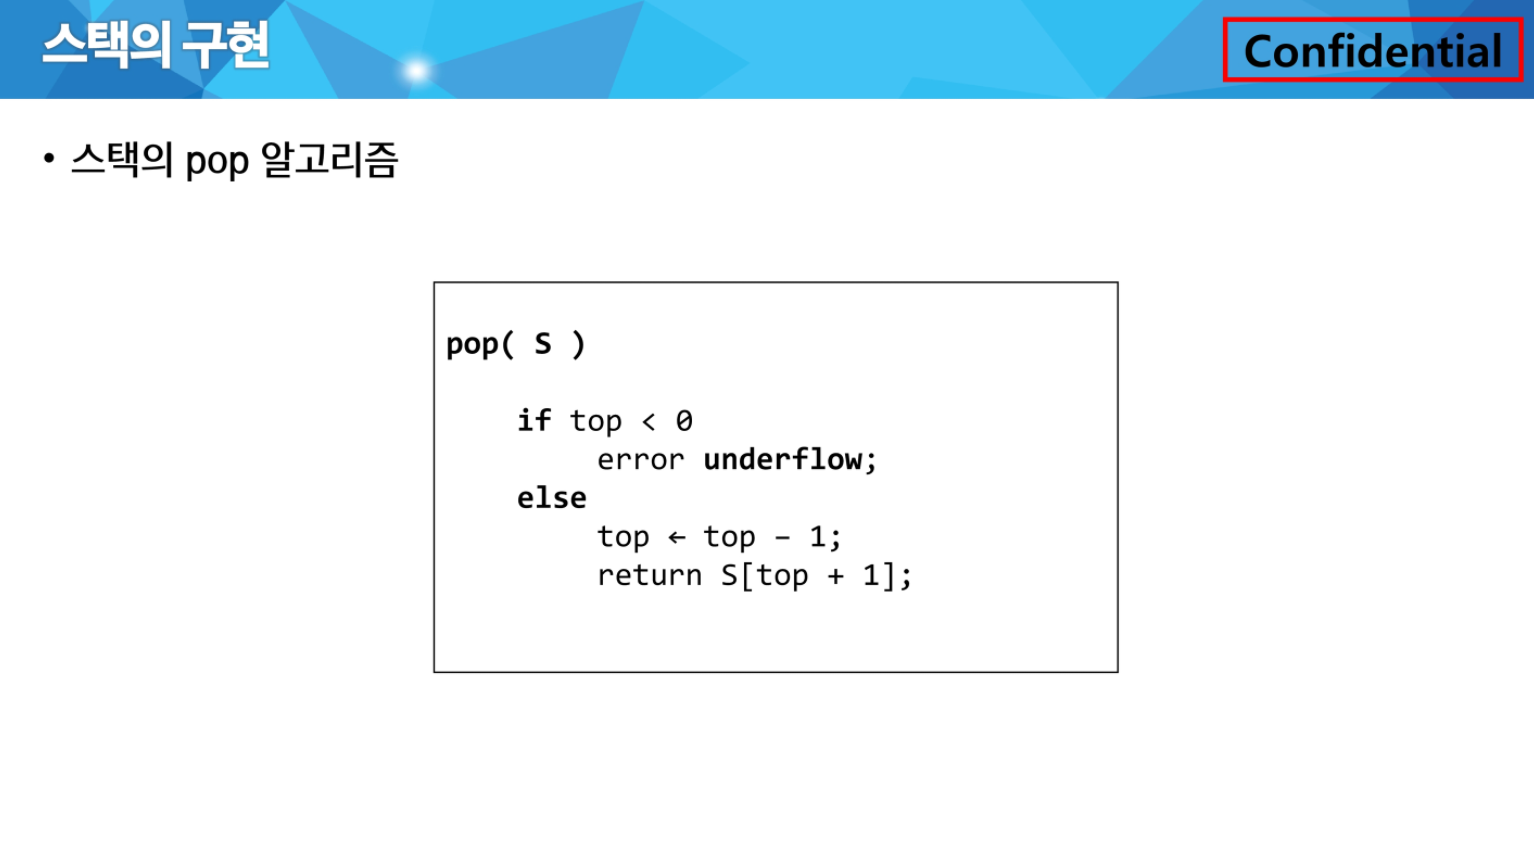 스택의 구현
Confidential
• 스택의 pop 알고리즘
pop( S )
if top < 0
error underflow;
else
top ← top – 1;
return S[top + 1];